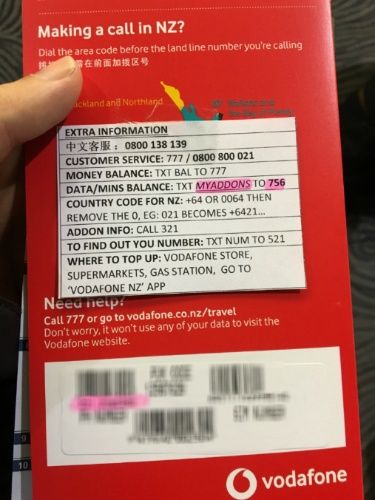 Making a call in NZ?
Dial the area code before the land line number you're calling
Auckland and Northland
EXTRA INFORMATION
中文客服：0800 138 139
CUSTOMER SERVICE: 777 / 0800 800 021
MONEY BALANCE: TXT BAL TO 777
DATA/MINS BALANCE: TXT MYADDONS TO 756
COUNTRY CODE FOR NZ: +64 OR 0064 THEN
REMOVE THE 0, EG: 021 BECOMES +6421...
ADDON INFO: CALL 321
TO FIND OUT YOU NUMBER: TXT NUM TO 521
WHERE TO TOP UP: VODAFONE STORE,
SUPERMARKETS, GAS STATION, GO TO
'VODAFONE NZ' APP
Need help?
Call 777 or go to vodafone.co.nz/travel
Don't worry, it won't use any of your data to visit the
Vodafone website.
10
vodafone